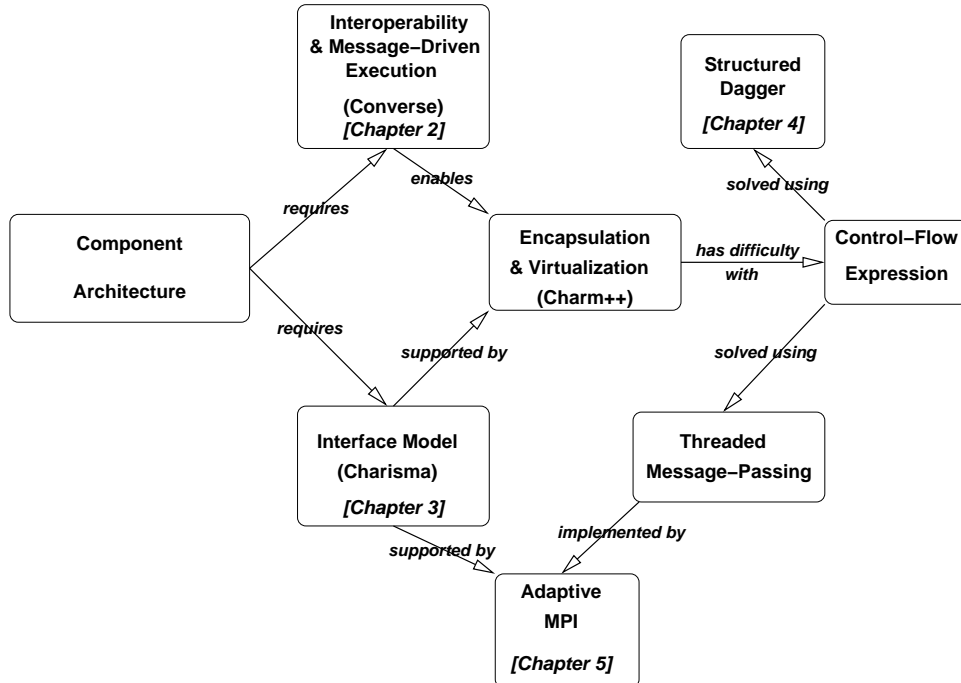 Interoperability
& Message–Driven
Execution
(Converse)
[Chapter 2]
Structured
Dagger
[Chapter 4]
enables
solved using
requires
Component
Architecture
Encapsulation
& Virtualization
(Charm++)
has difficulty
with
Control–Flow
Expression
requires
supported by
solved using
Interface Model
(Charisma)
[Chapter 3]
Threaded
Message–Passing
supported by
implemented by
Adaptive
MPI
[Chapter 5]